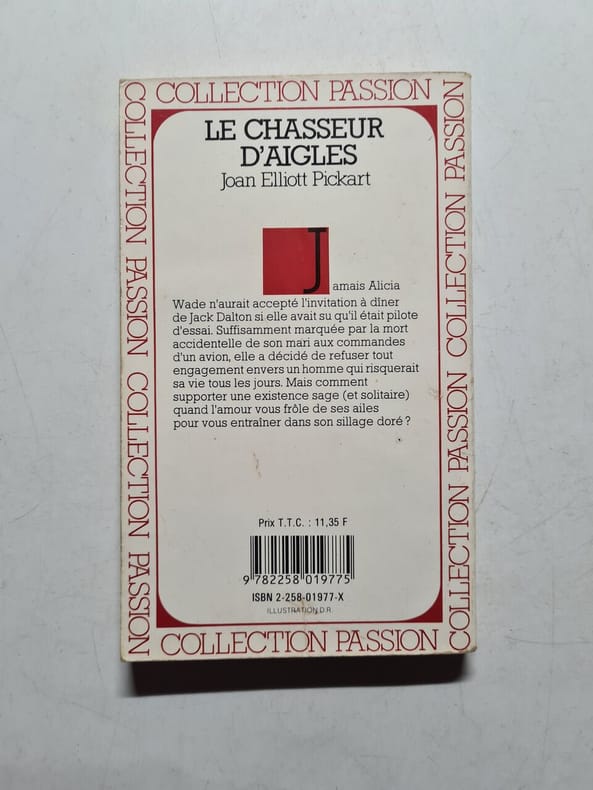 COLLECTION PASSION
COLLECTION PASSION COLLECTION PASSION
COLLECTION PASSION COLLECTION PASSION
LE CHASSEUR
D'AIGLES
Joan Elliott Pickart
Jamais Alicia
Wade n'aurait accepté l'invitation à dîner
de Jack Dalton si elle avait su qu'il était pilote
d'essai. Suffisamment marquée par la mort
accidentelle de son mari aux commandes
d'un avion, elle a décidé de refuser tout
engagement envers un homme qui risquerait
sa vie tous les jours. Mais comment
supporter une existence sage (et solitaire)
quand l'amour vous frôle de ses ailes
pour vous entraîner dans son sillage doré ?
Prix T.T.C. : 11,35 F
9 782258 019775
ISBN 2-258-01977-X
ILLUSTRATION D.R.
COLLECTION PASSION